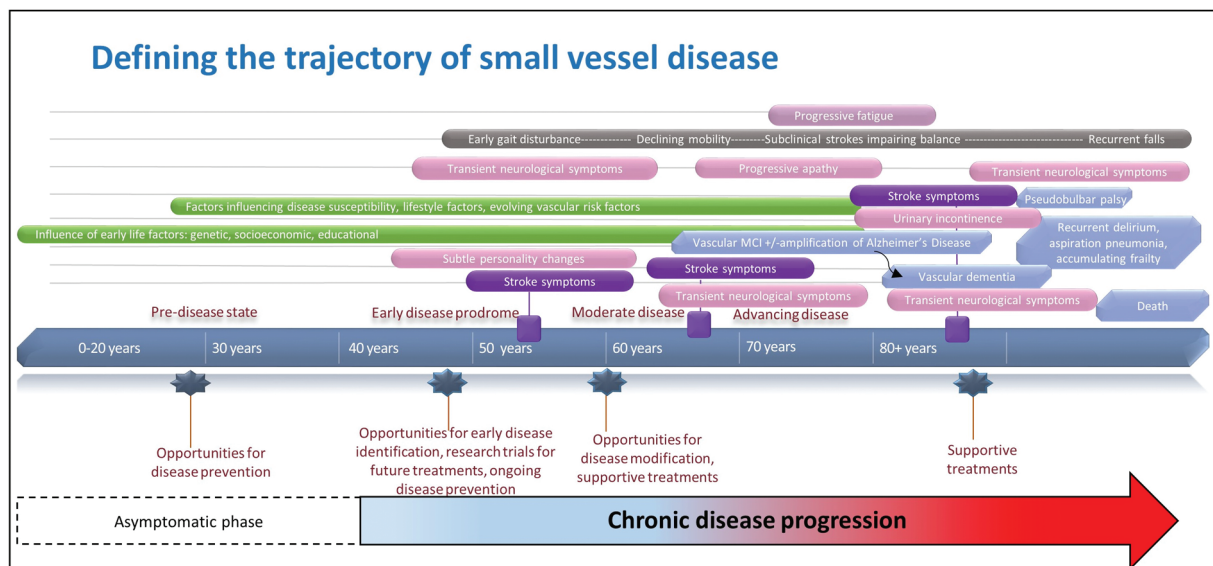 Defining the trajectory of small vessel disease
Progressive fatigue
Early gait disturbance------------ Declining mobility--------Subclinical strokes impairing balance --------------------------- Recurrent falls
Transient neurological symptoms
Progressive apathy
Transient neurological symptoms
Stroke symptoms
Pseudobulbar palsy
Factors influencing disease susceptibility, lifestyle factors, evolving vascular risk factors
Urinary incontinence
Influence of early life factors: genetic, socioeconomic, educational
Vascular MCI +/-amplification of Alzheimer's Disease
Recurrent delirium,
aspiration pneumonia,
accumulating frailty
Subtle personality changes
Stroke symptoms
Stroke symptoms
Vascular dementia
Transient neurological symptoms
Transient neurological symptoms
Death
Pre-disease state
Early disease prodrome
Moderate disease
Advancing disease
0-20 years
30 years
40 years
50 years
60 years
70 years
80+ years
Opportunities for
disease prevention
Opportunities for early disease
identification, research trials for
future treatments, ongoing
disease prevention
Opportunities for
disease modification,
supportive treatments
Supportive
treatments
Asymptomatic phase
Chronic disease progression